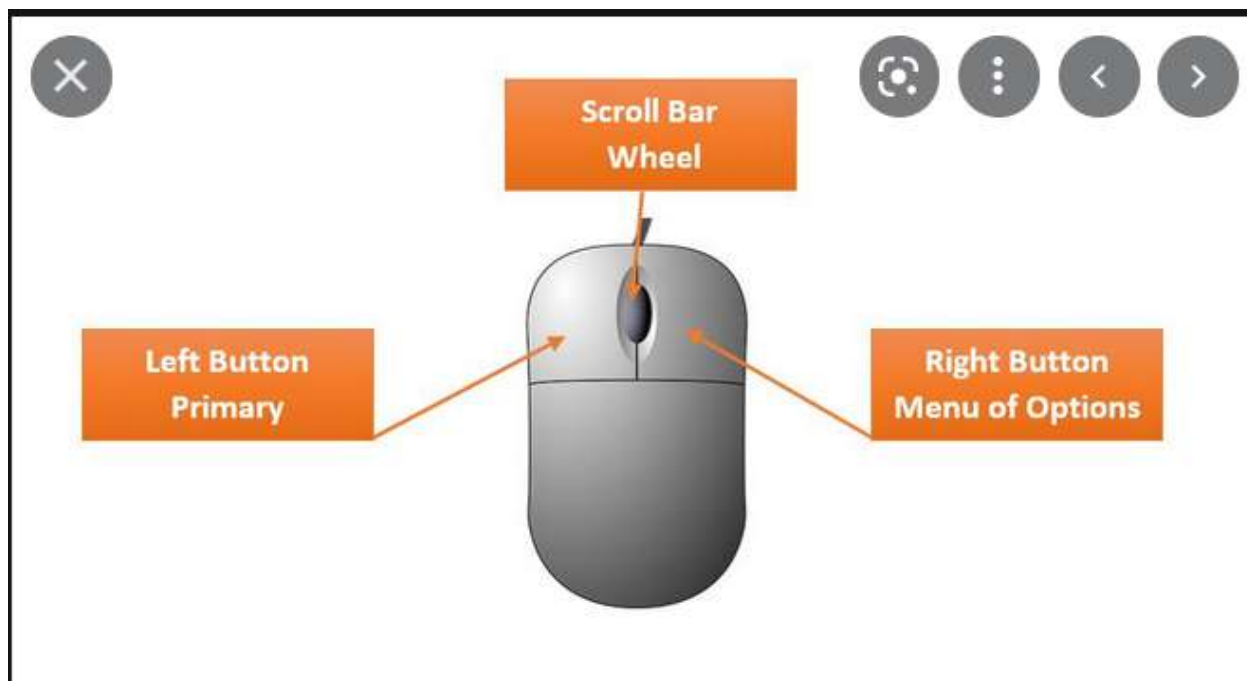 Scroll Bar
Wheel
Left Button
Primary
Right Button
Menu of Options